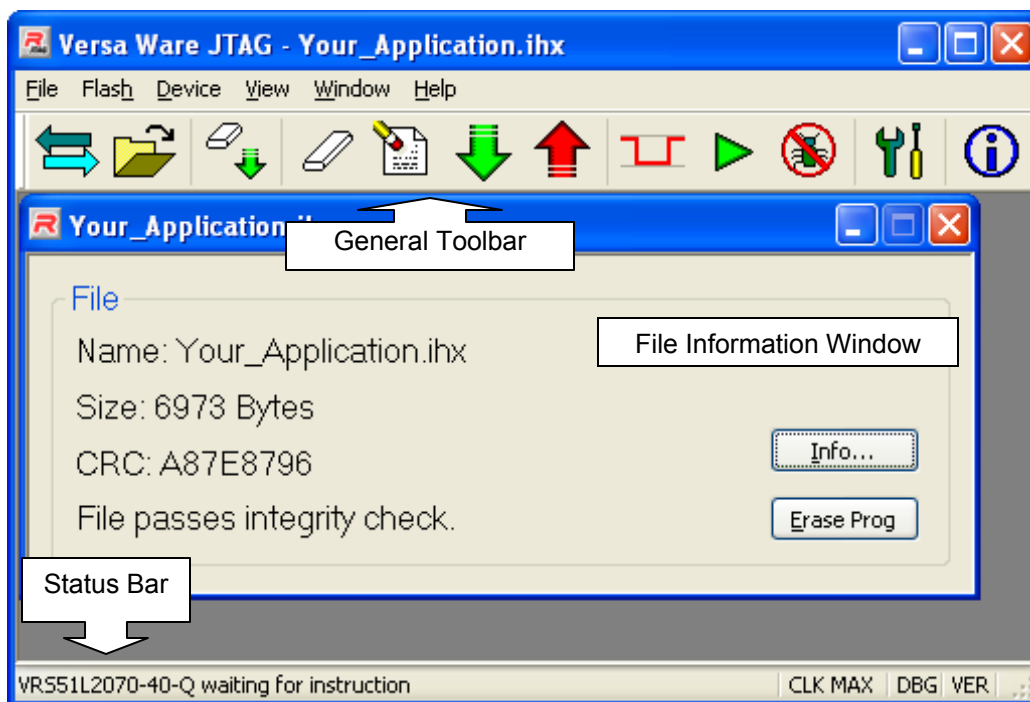 Versa Ware JTAG - Your_Application.ihx
File Flash Device View Window Help
Your_Application
General Toolbar
File
File Information Window
Name: Your_Application.ihx
Size: 6973 Bytes
CRC: A87E8796
Info...
File passes integrity check.
Erase Prog
Status Bar
VRS51L2070-40-Q waiting for instruction CLK MAX DBG VER